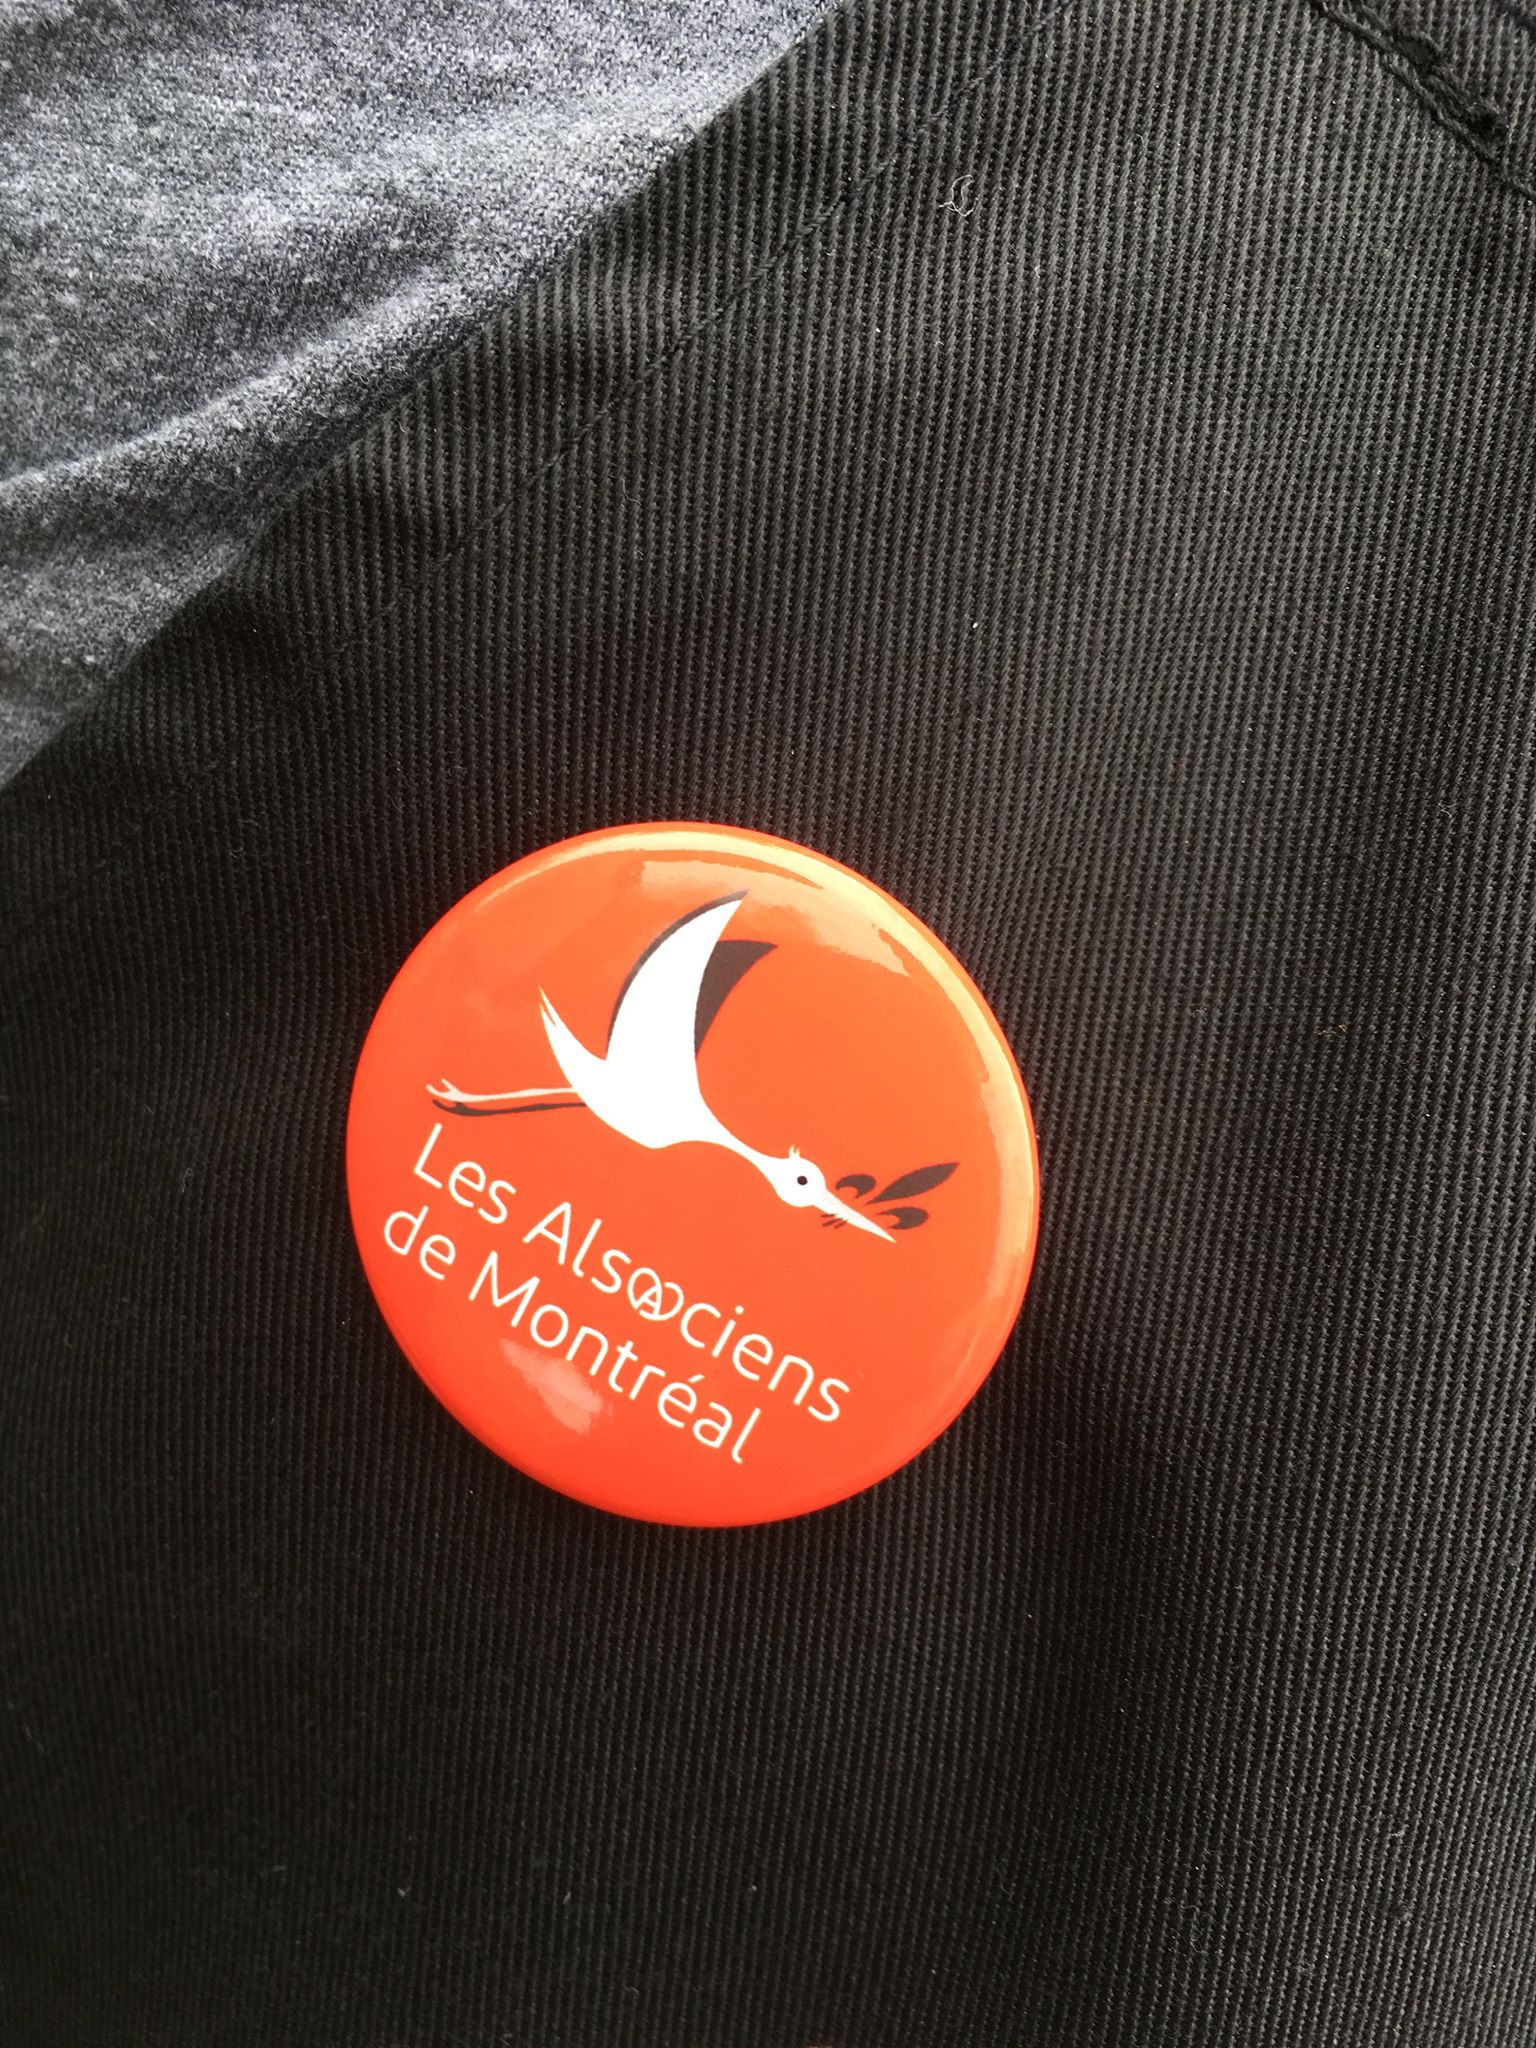 Les Alsaciens
de Montréal